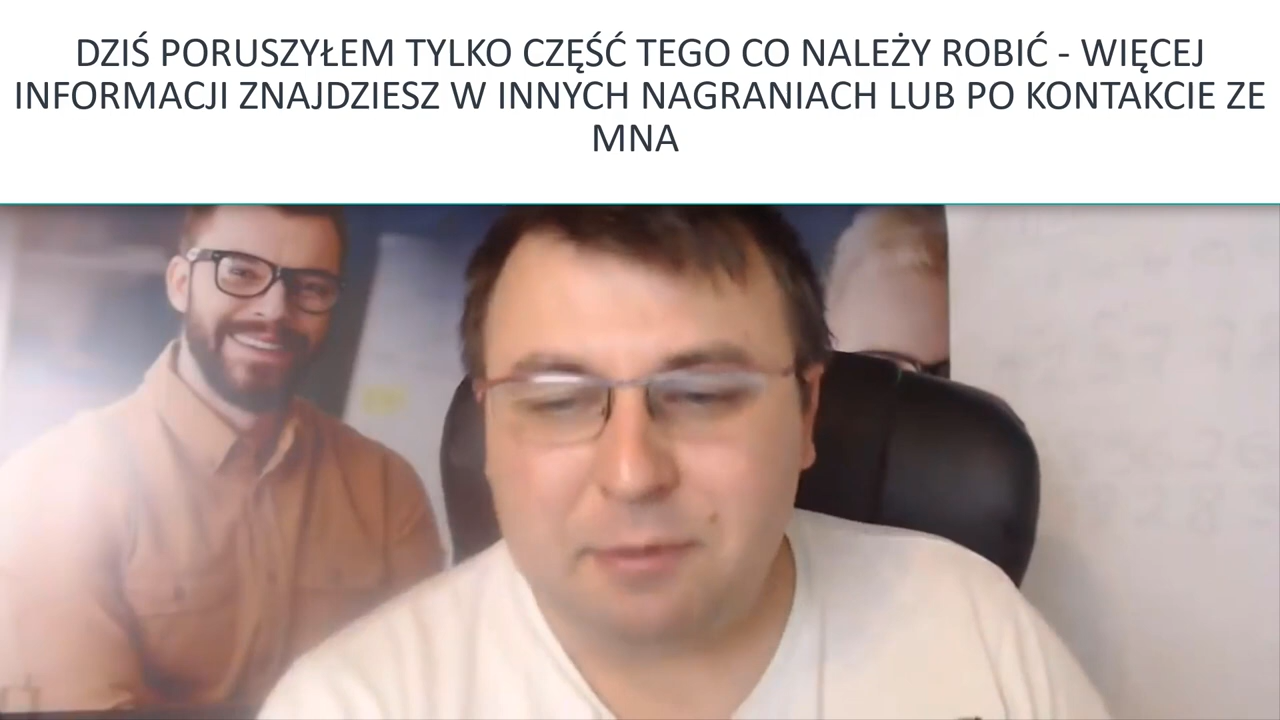 DZIŚ PORUSZYŁEM TYLKO CZĘŚĆ TEGO CO NALEŻY ROBIĆ - WIĘCEJ
INFORMACJI ZNAJDZIESZ W INNYCH NAGRANIACH LUB PO KONTAKCIE ZE
MNA